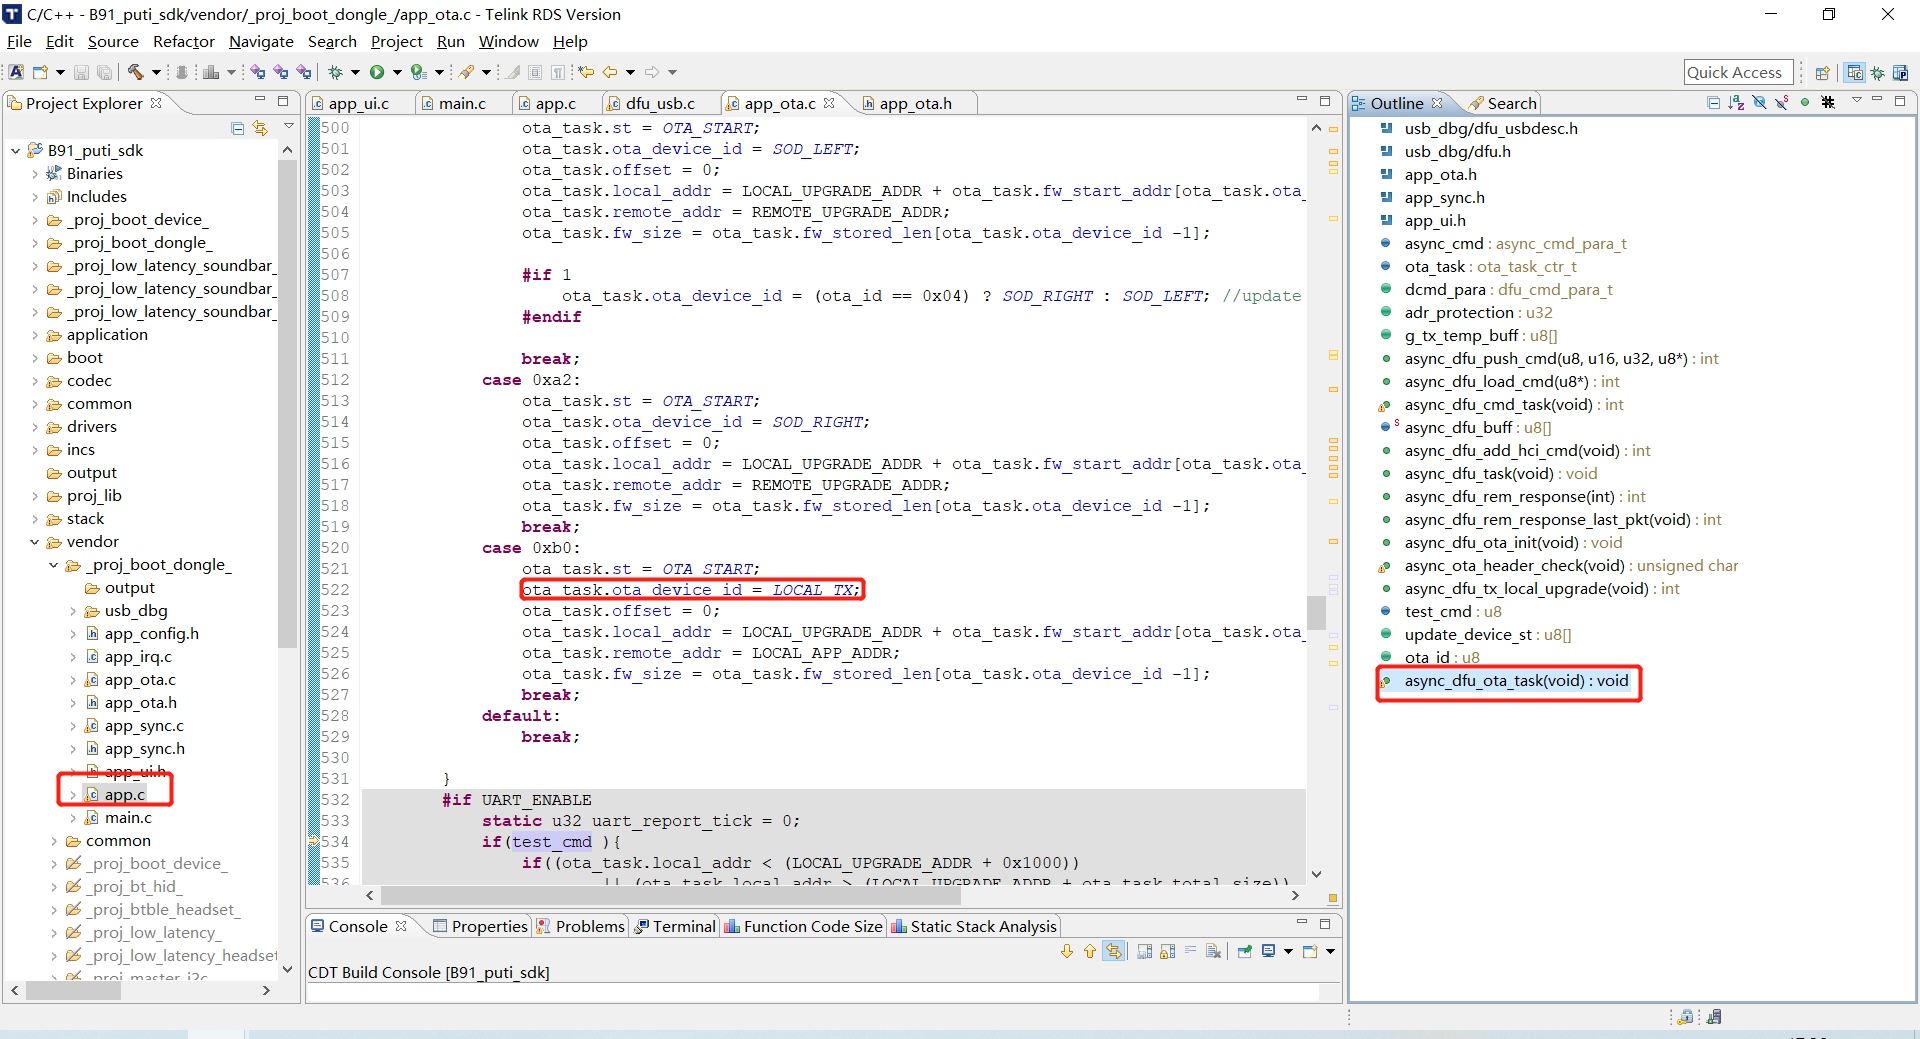 C/C++ - B91_puti_sdk/vendor/_proj_boot_dongle_/app_ota.c - Telink RDS Version
File Edit Source Refactor Navigate Search Project Run Window Help
Quick Access
Project Explorer
B91_puti_sdk
Binaries
Includes
_proj_boot_device_
_proj_boot_dongle_
_proj_low_latency_soundbar_
_proj_low_latency_soundbar_
_proj_low_latency_soundbar_
application
boot
codec
common
drivers
incs
output
proj_lib
stack
vendor
_proj_boot_dongle_
output
usb_dbg
app_config.h
app_irq.c
app_ota.c
app_ota.h
app_sync.c
app_sync.h
app_ui.h
app.c
main.c
common
_proj_boot_device_
_proj_bt_hid_
_proj_btble_headset_
_proj_low_latency_
_proj_low_latency_headset
_proj_master_i2c
app_ui.c main.c app.c dfu_usb.c app_ota.c app_ota.h
500 ota_task.st = OTA_START;
501 ota_task.ota_device_id = SOD_LEFT;
502 ota_task.offset = 0;
503 ota_task.local_addr = LOCAL_UPGRADE_ADDR + ota_task.fw_start_addr[ota_task.ota_
504 ota_task.remote_addr = REMOTE_UPGRADE_ADDR;
505 ota_task.fw_size = ota_task.fw_stored_len[ota_task.ota_device_id -1];
506
507 #if 1
508 ota_task.ota_device_id = (ota_id == 0x04) ? SOD_RIGHT : SOD_LEFT; //update
509 #endif
510
511 break;
512 case 0xa2:
513 ota_task.st = OTA_START;
514 ota_task.ota_device_id = SOD_RIGHT;
515 ota_task.offset = 0;
516 ota_task.local_addr = LOCAL_UPGRADE_ADDR + ota_task.fw_start_addr[ota_task.ota_
517 ota_task.remote_addr = REMOTE_UPGRADE_ADDR;
518 ota_task.fw_size = ota_task.fw_stored_len[ota_task.ota_device_id -1];
519 break;
520 case 0xb0:
521 ota_task.st = OTA_START;
522 ota_task.ota_device_id = LOCAL_TX;
523 ota_task.offset = 0;
524 ota_task.local_addr = LOCAL_UPGRADE_ADDR + ota_task.fw_start_addr[ota_task.ota_
525 ota_task.remote_addr = LOCAL_APP_ADDR;
526 ota_task.fw_size = ota_task.fw_stored_len[ota_task.ota_device_id -1];
527 break;
528 default:
529 break;
530
531 }
532 #if UART_ENABLE
533 static u32 uart_report_tick = 0;
534 if(test_cmd ){
535 if((ota_task.local_addr < (LOCAL_UPGRADE_ADDR + 0x1000))
536 || (ota_task.local_addr > (LOCAL_UPGRADE_ADDR + ota_task.total_size))
Console Properties Problems Terminal Function Code Size Static Stack Analysis
CDT Build Console [B91_puti_sdk]
Outline Search
usb_dbg/dfu_usbdesc.h
usb_dbg/dfu.h
app_ota.h
app_sync.h
app_ui.h
async_cmd : async_cmd_para_t
ota_task : ota_task_ctr_t
dcmd_para : dfu_cmd_para_t
adr_protection : u32
g_tx_temp_buff : u8[]
async_dfu_push_cmd(u8, u16, u32, u8*) : int
async_dfu_load_cmd(u8*) : int
async_dfu_cmd_task(void) : int
async_dfu_buff : u8[]
async_dfu_add_hci_cmd(void) : int
async_dfu_task(void) : void
async_dfu_rem_response(int) : int
async_dfu_rem_response_last_pkt(void) : int
async_dfu_ota_init(void) : void
async_ota_header_check(void) : unsigned char
async_dfu_tx_local_upgrade(void) : int
test_cmd : u8
update_device_st : u8[]
ota_id : u8
async_dfu_ota_task(void) : void